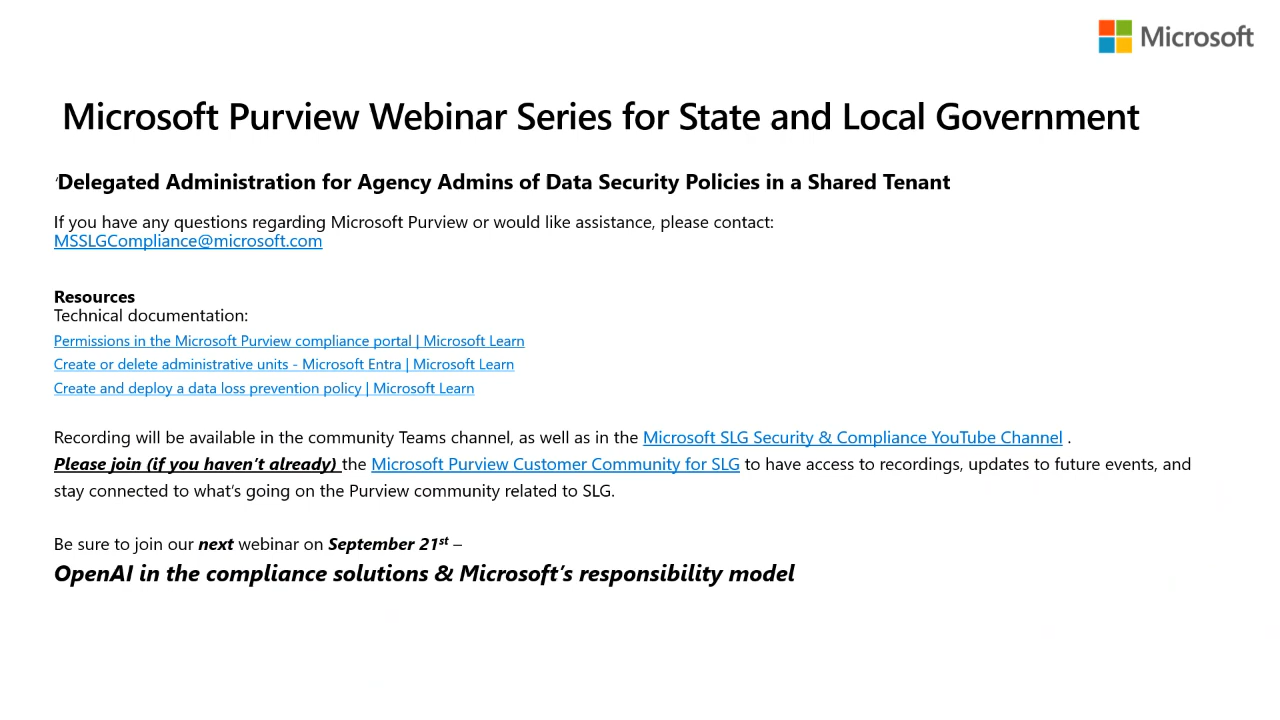 Microsoft
Microsoft Purview Webinar Series for State and Local Government
‘Delegated Administration for Agency Admins of Data Security Policies in a Shared Tenant
If you have any questions regarding Microsoft Purview or would like assistance, please contact:
MSSLGCompliance@microsoft.com
Resources
Technical documentation:
Permissions in the Microsoft Purview compliance portal | Microsoft Learn
Create or delete administrative units - Microsoft Entra | Microsoft Learn
Create and deploy a data loss prevention policy | Microsoft Learn
Recording will be available in the community Teams channel, as well as in the Microsoft SLG Security & Compliance YouTube Channel .
Please join (if you haven’t already) the Microsoft Purview Customer Community for SLG to have access to recordings, updates to future events, and
stay connected to what’s going on the Purview community related to SLG.
Be sure to join our next webinar on September 21st –
OpenAI in the compliance solutions & Microsoft’s responsibility model